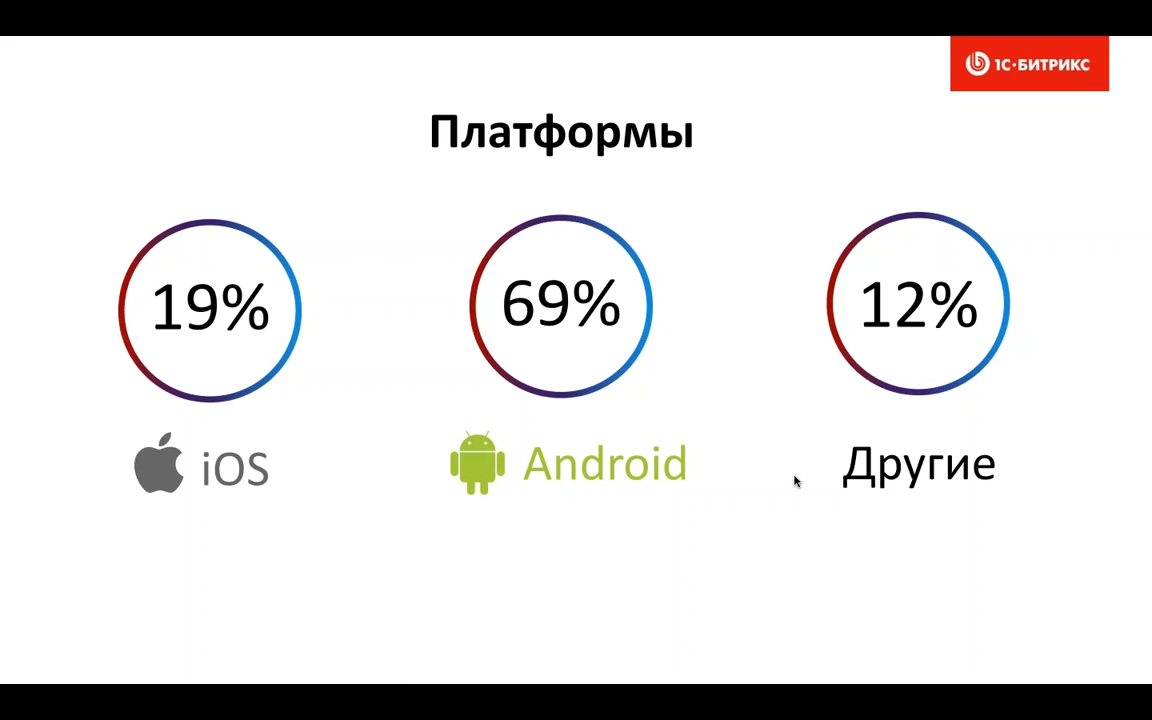 1С·БИТРИКС
Платформы
19%
69%
12%
iOS
Android
Другие